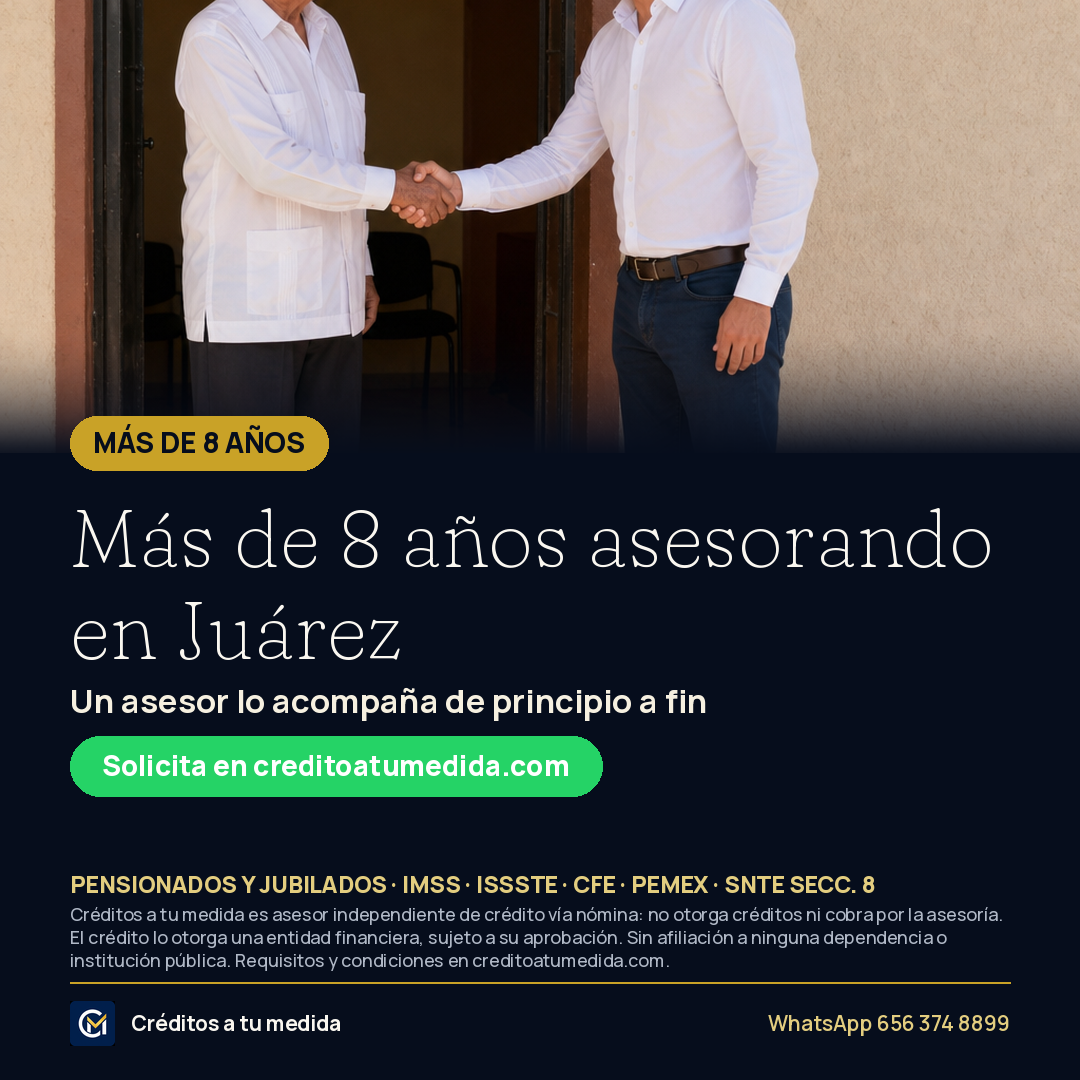 MÁS DE 8 AÑOS
Más de 8 años asesorando
en Juárez
Un asesor lo acompaña de principio a fin
Solicita en creditoatumedida.com
PENSIONADOS Y JUBILADOS · IMSS · ISSSTE · CFE · PEMEX · SNTE SECC. 8
Créditos a tu medida es asesor independiente de crédito vía nómina: no otorga créditos ni cobra por la asesoría.
El crédito lo otorga una entidad financiera, sujeto a su aprobación. Sin afiliación a ninguna dependencia o
institución pública. Requisitos y condiciones en creditoatumedida.com.
Créditos a tu medida
WhatsApp 656 374 8899